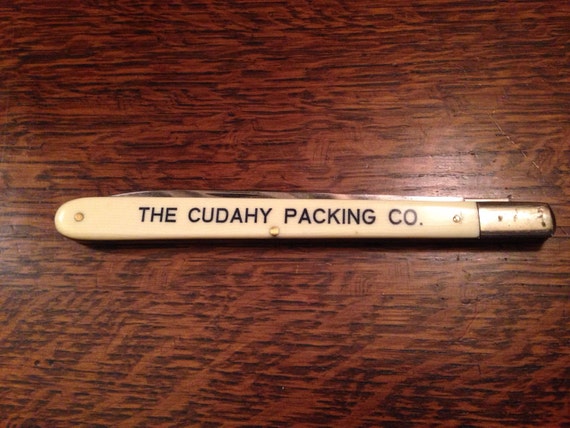 THE CUDAHY PACKING CO.